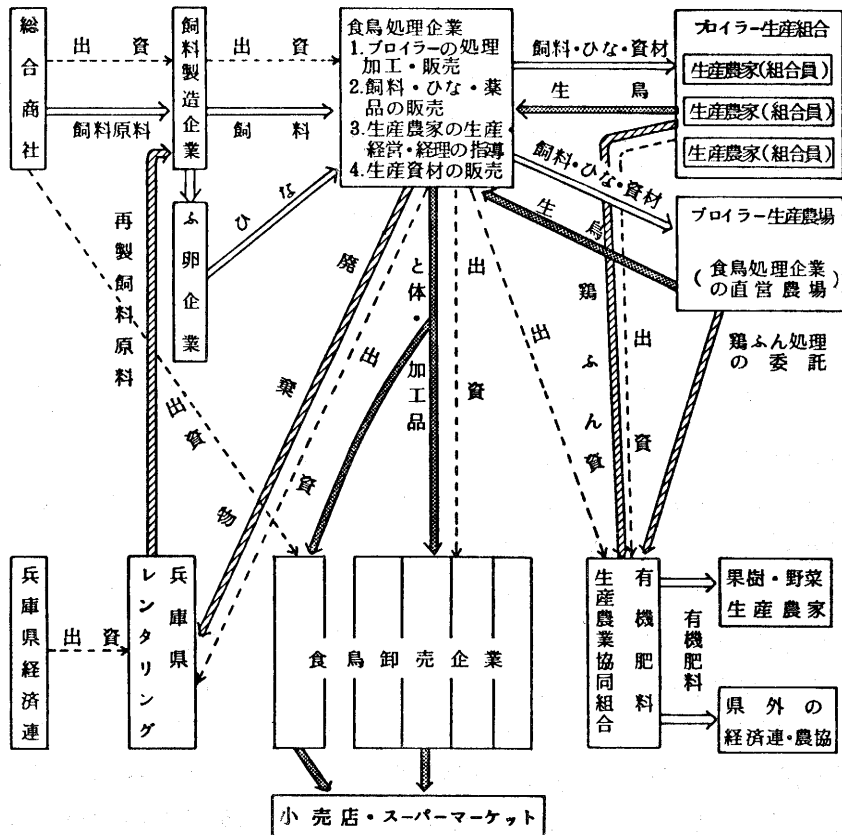 総合商社
出資
飼料原料
飼料製造企業
出資
飼料
食鳥処理企業
1.ブロイラーの処理
加工・販売
2.飼料・ひな・薬
品の販売
3.生産農家の生産・
経営・経理の指導
4.生産資材の販売
飼料・ひな・資材
生鳥
ブロイラー生産組合
生産農家(組合員)
生産農家(組合員)
生産農家(組合員)
飼料・ひな・資材
生鳥
ブロイラー生産農場
(食鳥処理企業
の直営農場)
ふ卵企業
ひな
再製飼料原料
出資
廃棄物
出資
と体・加工品
出資
出資
鶏ふん
出資
鶏ふん処理
の委託
兵庫県経済連
出資
兵庫県
レンタリング
食鳥卸売企業
有機肥料
生産農業協同組合
有機肥料
果樹・野菜
生産農家
県外の
経済連・農協
小売店・スーパーマーケット